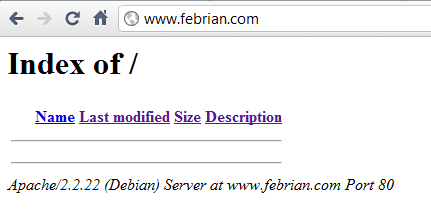 www.febrian.com
Index of /
Name Last modified Size Description
Apache/2.2.22 (Debian) Server at www.febrian.com Port 80